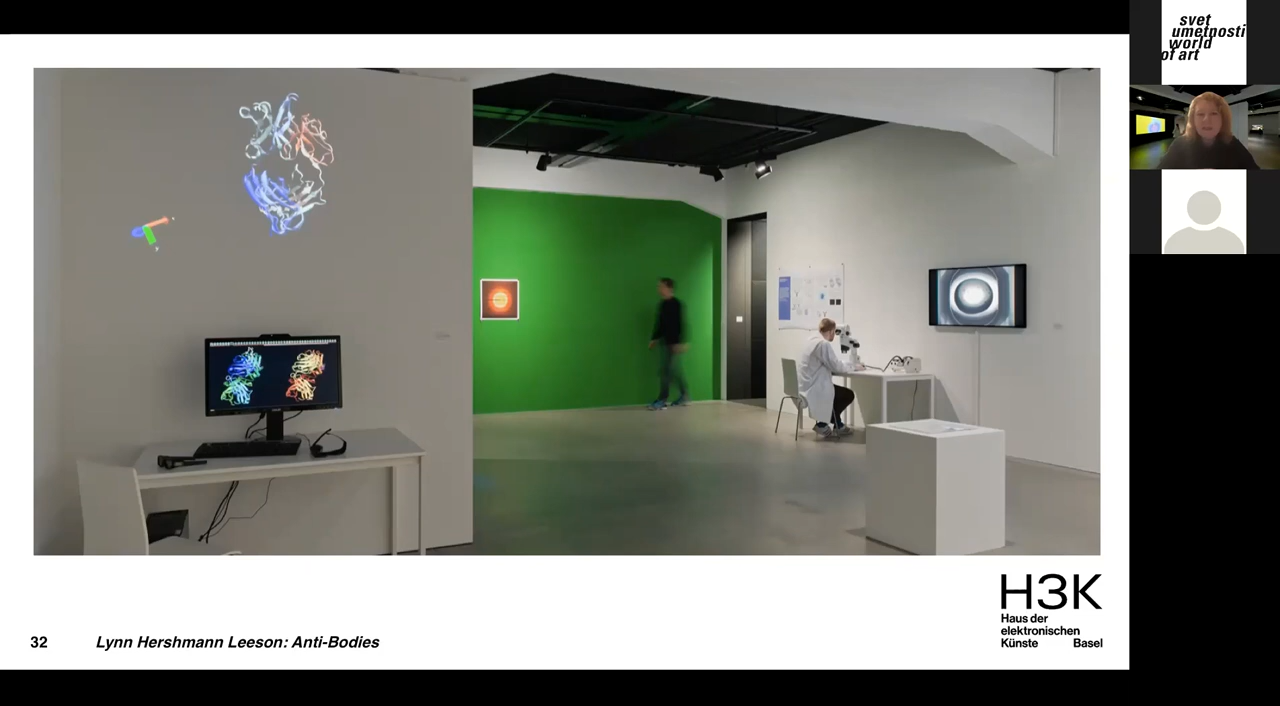 svet
umetnosti
world
of art
H3K
Haus der
elektronischen
Künste Basel
32 Lynn Hershmann Leeson: Anti-Bodies